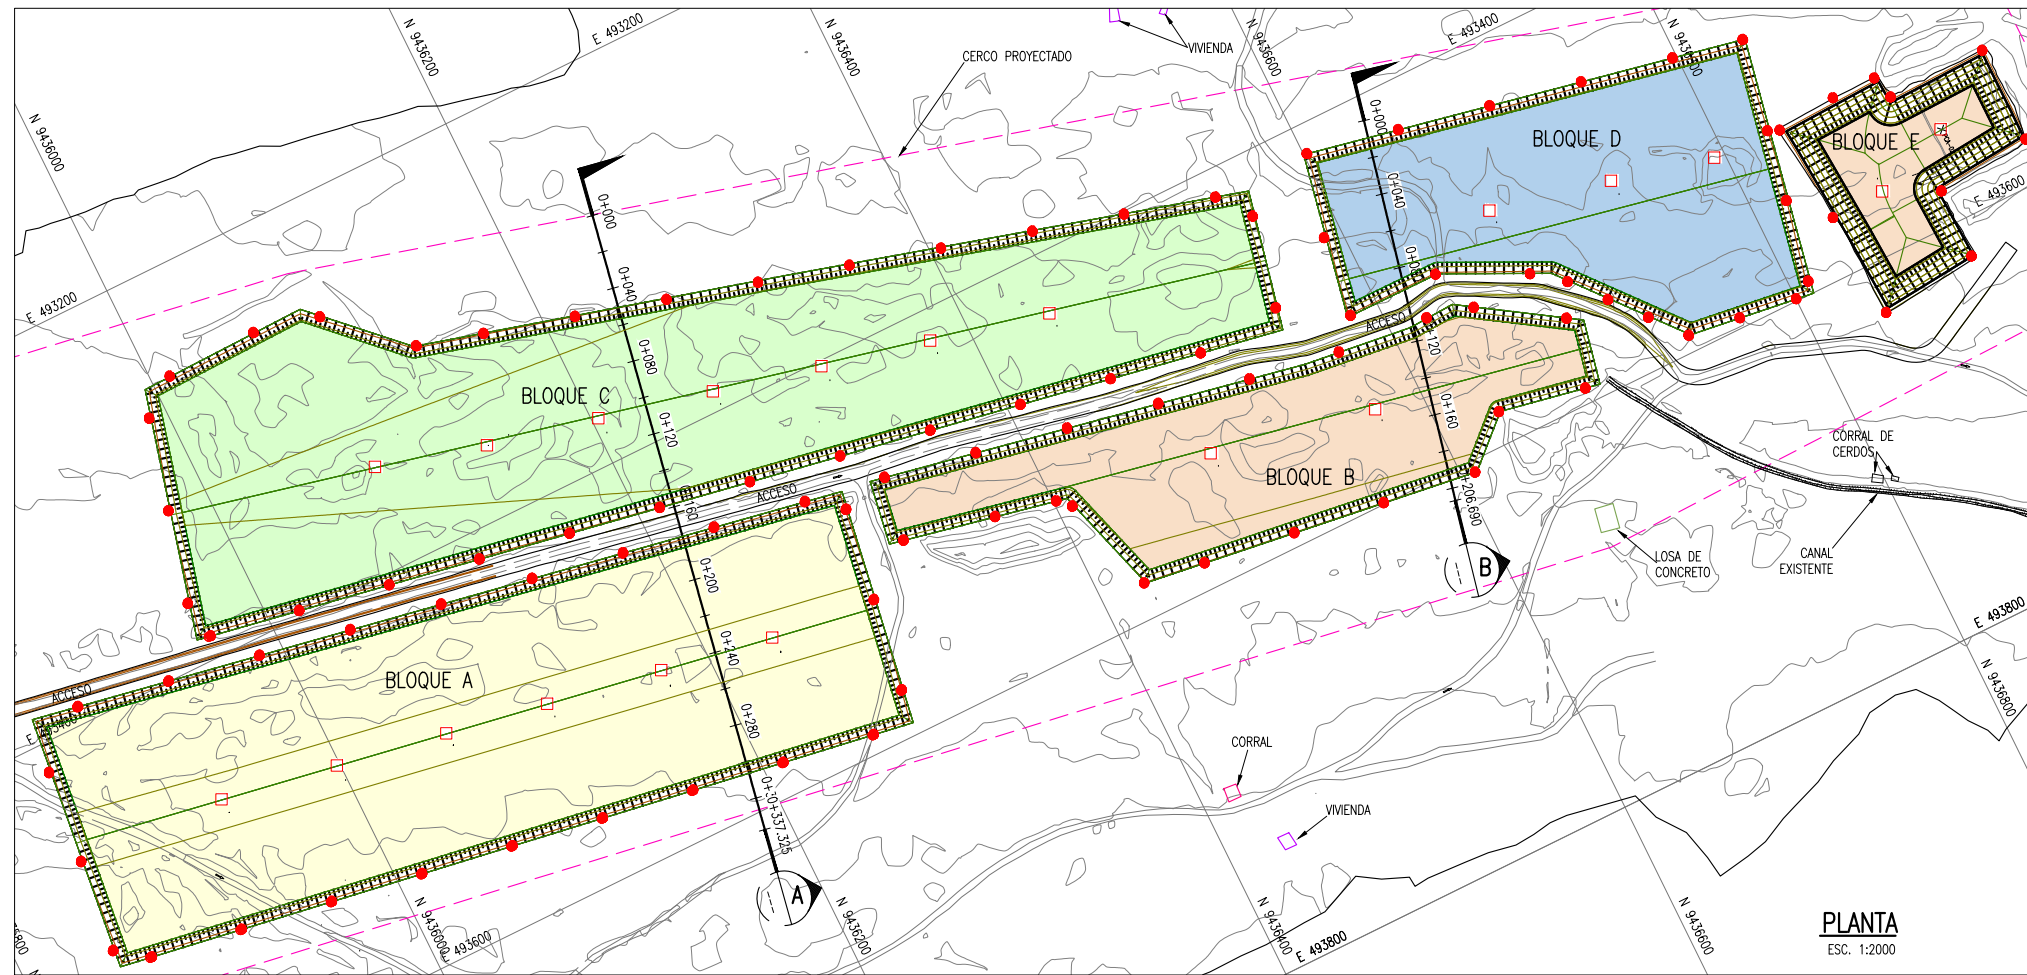 N 9436000
N 9436200
E 493200
N 9436400
CERCO PROYECTADO
VIVIENDA
N 9436600
E 493400
BLOQUE D
BLOQUE E
E 493600
0+000
0+040
0+000
0+040
0+080
0+120
E 493200
BLOQUE C
ACCESO
0+120
0+160
0+206.690
BLOQUE B
B
CORRAL DE
CERDOS
LOSA DE
CONCRETO
CANAL
EXISTENTE
ACCESO
0+200
0+240
0+280
0+337.325
A
BLOQUE A
ACCESO
E 493800
N 9436800
CORRAL
VIVIENDA
N 9436000
E 493600
N 9436200
N 9436400
E 493800
N 9436600
PLANTA
ESC. 1:2000